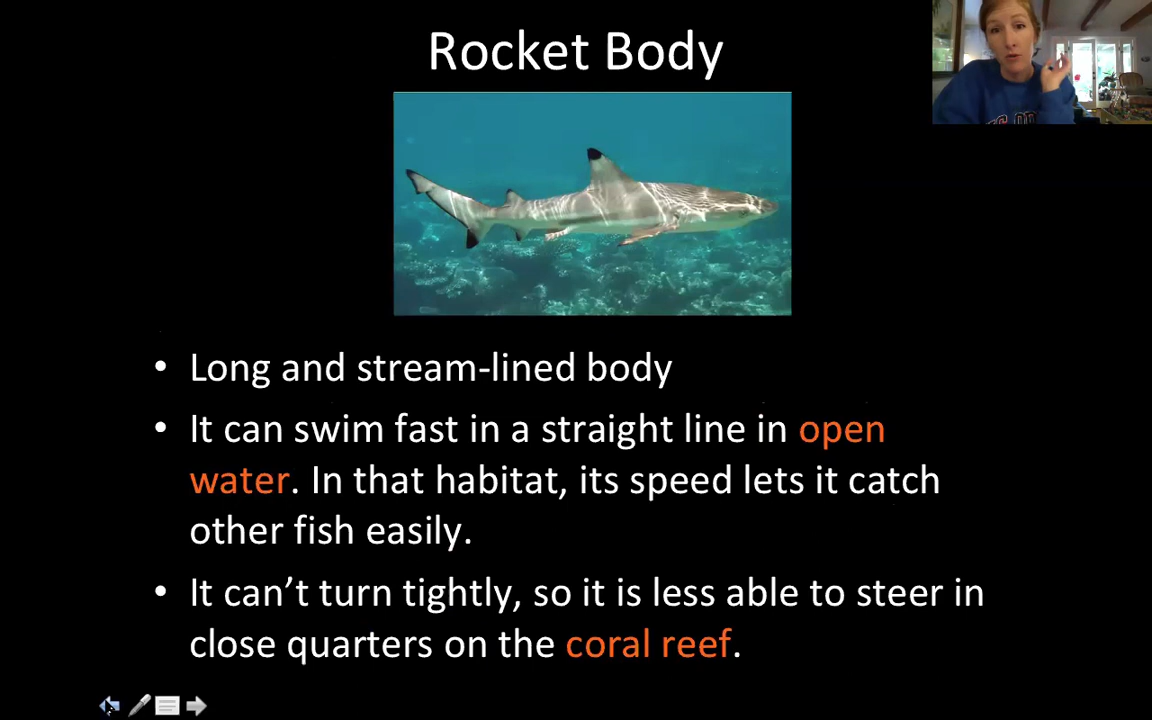 Rocket Body
• Long and stream-lined body
• It can swim fast in a straight line in open
water. In that habitat, its speed lets it catch
other fish easily.
• It can’t turn tightly, so it is less able to steer in
close quarters on the coral reef.